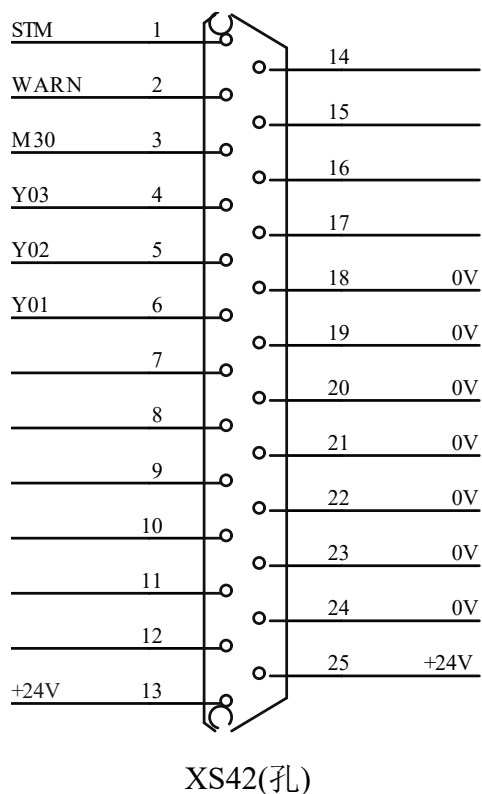 STM 1
14
WARN 2
15
M30 3
16
Y03 4
17
Y02 5
18 0V
Y01 6
19 0V
7
20 0V
8
21 0V
9
22 0V
10
23 0V
11
24 0V
12
25 +24V
+24V 13
XS42(孔)